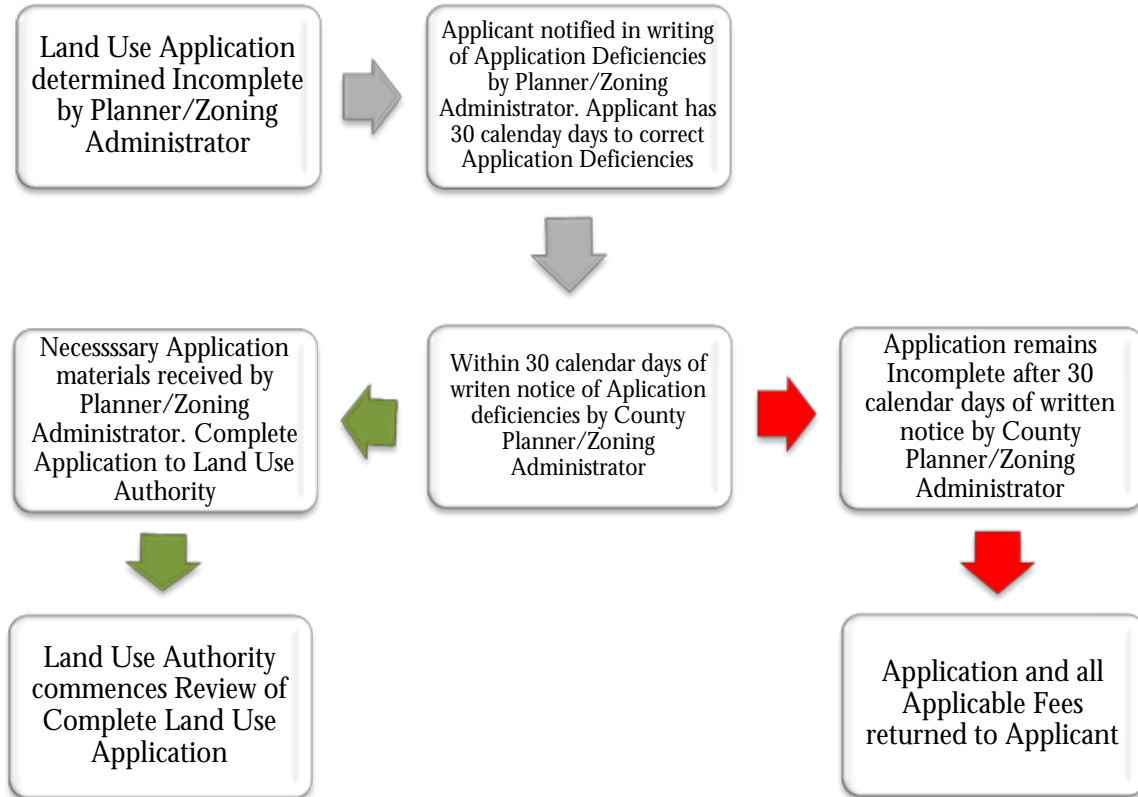 Land Use Application
determined Incomplete
by Planner/Zoning
Administrator
Applicant notified in writing
of Application Deficiencies
by Planner/Zoning
Administrator. Applicant has
30 calenday days to correct
Application Deficiencies
Necessssary Application
materials received by
Planner/Zoning
Administrator. Complete
Application to Land Use
Authority
Within 30 calendar days of
writen notice of Aplication
deficiencies by County
Planner/Zoning
Administrator
Application remains
Incomplete after 30
calendar days of written
notice by County
Planner/Zoning
Administrator
Land Use Authority
commences Review of
Complete Land Use
Application
Application and all
Applicable Fees
returned to Applicant